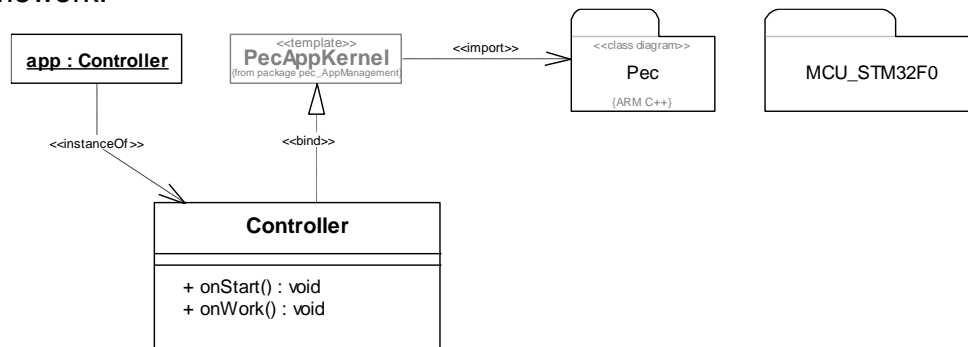 <<template>>
app : Controller
PecAppKernel
{from package pec_AppManagement}
<<import>>
<<class diagram>>
Pec
{ARM C++}
MCU_STM32F0
<<instanceOf>>
<<bind>>
Controller
+ onStart() : void
+ onWork() : void